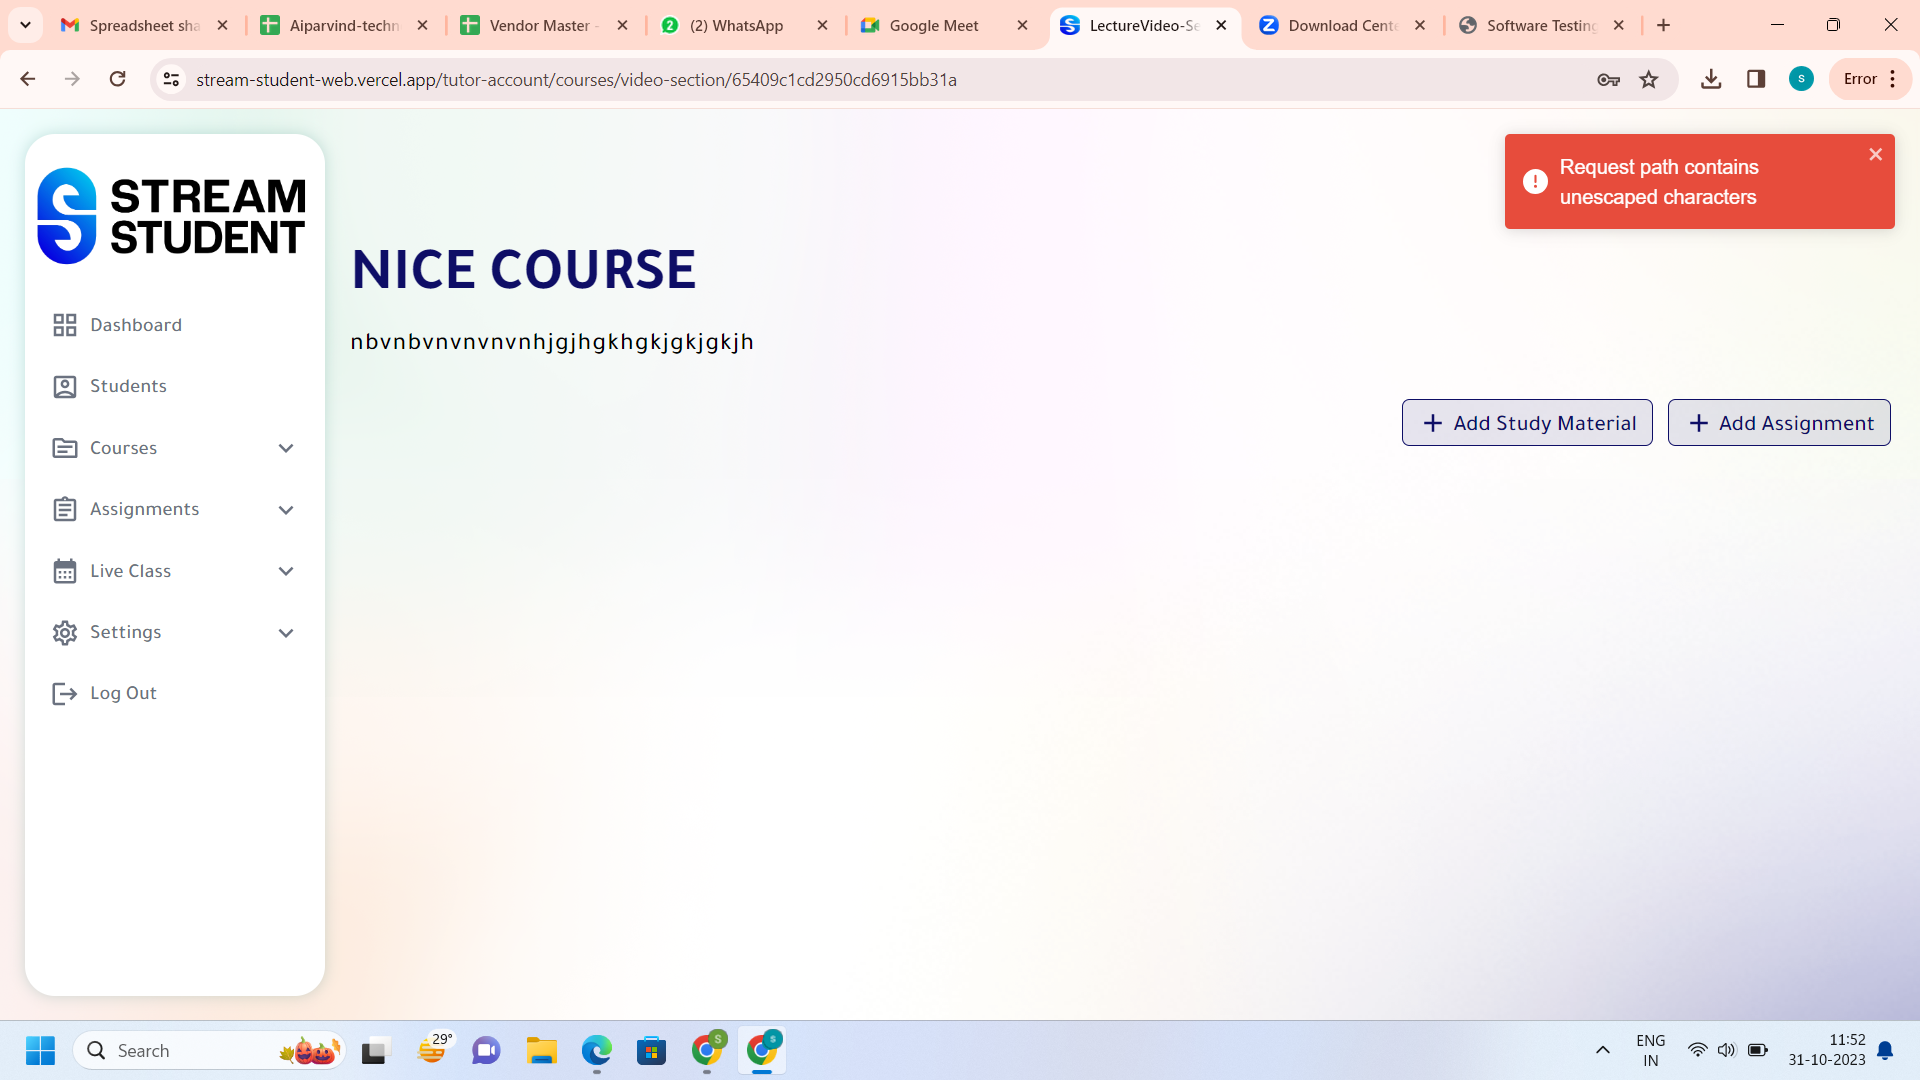 Spreadsheet sha
Aiparvind-techn
Vendor Master -
(2) WhatsApp
Google Meet
LectureVideo-Se
Download Cente
Software Testing
stream-student-web.vercel.app/tutor-account/courses/video-section/65409c1cd2950cd6915bb31a
S
Error
STREAM
STUDENT
Request path contains
unescaped characters
NICE COURSE
nbvnbvnvnvnvnhjgjhgkhgkjgkjgkjh
Add Study Material
Add Assignment
Dashboard
Students
Courses
Assignments
Live Class
Settings
Log Out
Search
29°
S
S
ENG
IN
11:52
31-10-2023